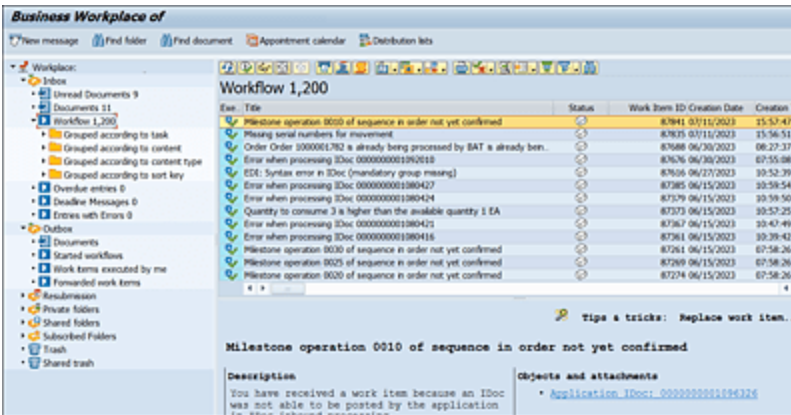 Business Workplace of
New message Find folder Find document Appointment calendar Distribution lists
Workplace:
Inbox
Unread Documents 9
Documents 11
Workflow 1,200
Grouped according to task
Grouped according to content
Grouped according to content type
Grouped according to sort key
Overdue entries 0
Deadline Messages 0
Entries with Errors 0
Outbox
Documents
Started workflows
Work items executed by me
Forwarded work items
Resubmission
Private folders
Shared folders
Subscribed Folders
Trash
Shared trash
Workflow 1,200
Exe.. Title Status Work Item ID Creation Date Creation
Milestone operation 0010 of sequence in order not yet confirmed 87841 07/11/2023 15:57:47
Missing serial numbers for movement 87835 07/11/2023 15:56:51
Order Order 1000001782 is already being processed by BAT is already bein.. 87688 06/30/2023 08:27:37
Error when processing IDoc 0000000001092010 87676 06/30/2023 07:55:08
EDI: Syntax error in IDoc (mandatory group missing) 87616 06/27/2023 10:52:39
Error when processing IDoc 0000000001080427 87385 06/15/2023 10:59:54
Error when processing IDoc 0000000001080424 87379 06/15/2023 10:59:50
Quantity to consume 3 is higher than the available quantity 1 EA 87373 06/15/2023 10:57:25
Error when processing IDoc 0000000001080421 87367 06/15/2023 10:47:49
Error when processing IDoc 0000000001080416 87361 06/15/2023 10:39:42
Milestone operation 0030 of sequence in order not yet confirmed 87261 06/15/2023 07:58:26
Milestone operation 0025 of sequence in order not yet confirmed 87269 06/15/2023 07:58:26
Milestone operation 0020 of sequence in order not yet confirmed 87274 06/15/2023 07:58:26
Tips & tricks: Replace work item.
Milestone operation 0010 of sequence in order not yet confirmed
Description
You have received a work item because an IDoc
was not able to be posted by the application
Objects and attachments
Application IDoc: 0000000001096326